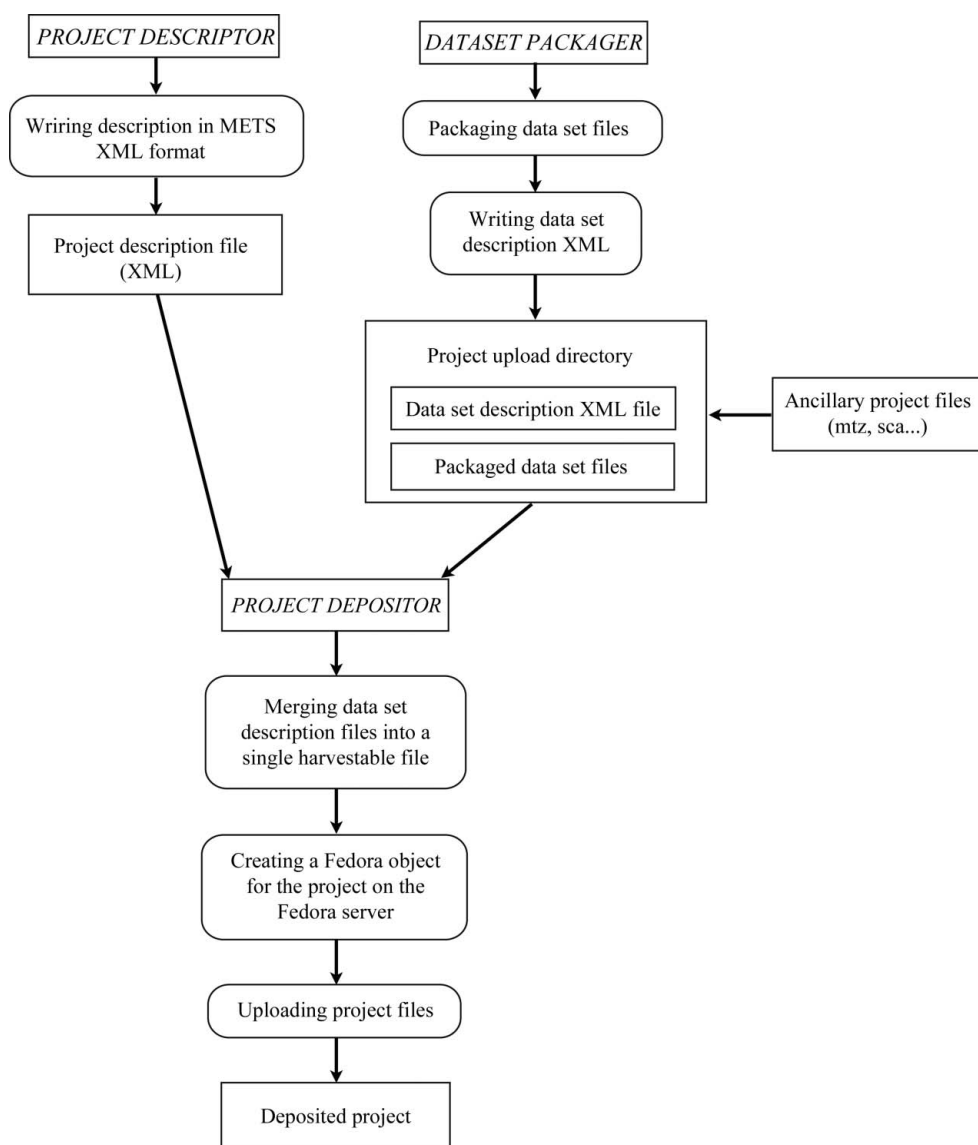 PROJECT DESCRIPTOR
Wriring description in METS
XML format
Project description file
(XML)
DATASET PACKAGER
Packaging data set files
Writing data set
description XML
Project upload directory
Data set description XML file
Packaged data set files
Ancillary project files
(mtz, sca...)
PROJECT DEPOSITOR
Merging data set
description files into a
single harvestable file
Creating a Fedora object
for the project on the
Fedora server
Uploading project files
Deposited project